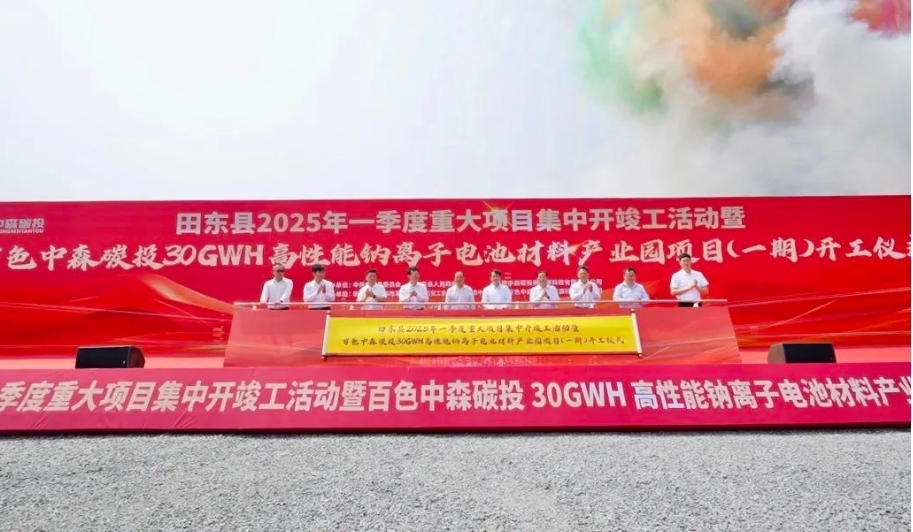 中森碳投
田东县2025年一季度重大项目集中开竣工活动暨
百色中森碳投30GWH高性能钠离子电池材料产业园项目(一期)开工仪式
田东县2025年一季度重大项目集中开竣工活动暨
百色中森碳投30GWH高性能钠离子电池材料产业园项目(一期)开工仪式
季度重大项目集中开竣工活动暨百色中森碳投 30GWH 高性能钠离子电池材料产业